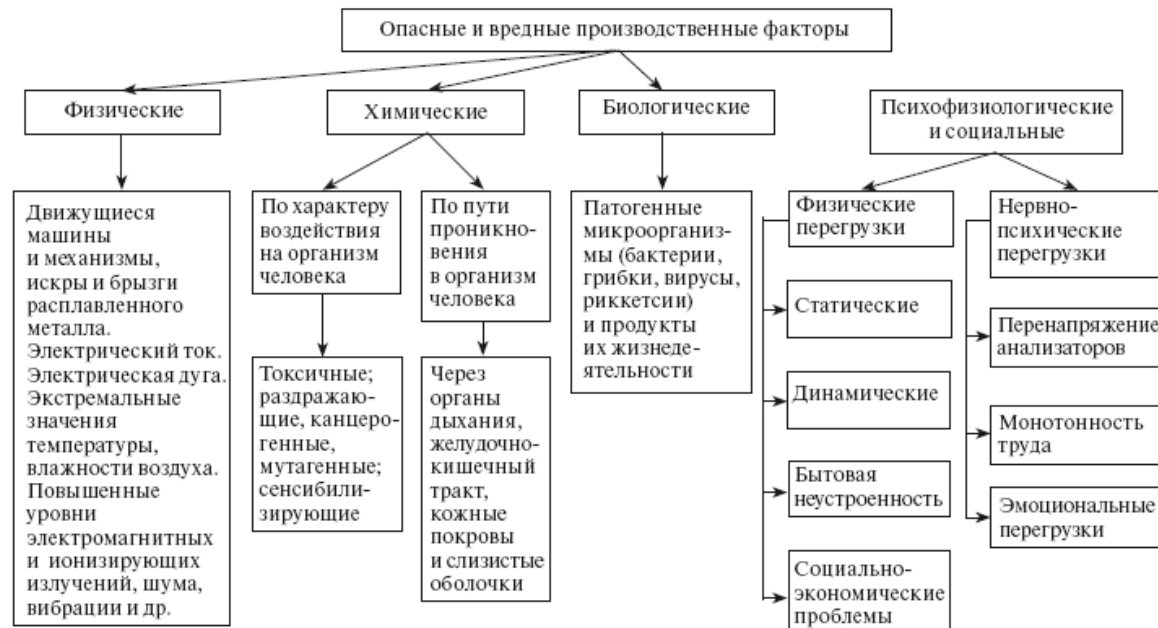 Опасные и вредные производственные факторы
Физические
Химические
Биологические
Психофизиологические
и социальные
Движущиеся
машины
и механизмы,
искры и брызги
расплавленного
металла.
Электрический ток.
Электрическая дуга.
Экстремальные
значения
температуры,
влажности воздуха.
Повышенные
уровни
электромагнитных
и ионизирующих
излучений, шума,
вибрации и др.
По характеру
воздействия
на организм
человека
Токсичные;
раздражаю-
щие, канцеро-
генные,
мутагенные;
сенсибили-
зирующие
По пути
проникно-
вения
в организм
человека
Через
органы
дыхания,
желудочно-
кишечный
тракт,
кожные
покровы
и слизистые
оболочки
Патогенные
микроорганиз-
мы (бактерии,
грибки, вирусы,
риккетсии)
и продукты
их жизнеде-
ятельности
Физические
перегрузки
Статические
Динамические
Бытовая
неустроенность
Социально-
экономические
проблемы
Нервно-
психические
перегрузки
Перенапряжение
анализаторов
Монотонность
труда
Эмоциональные
перегрузки